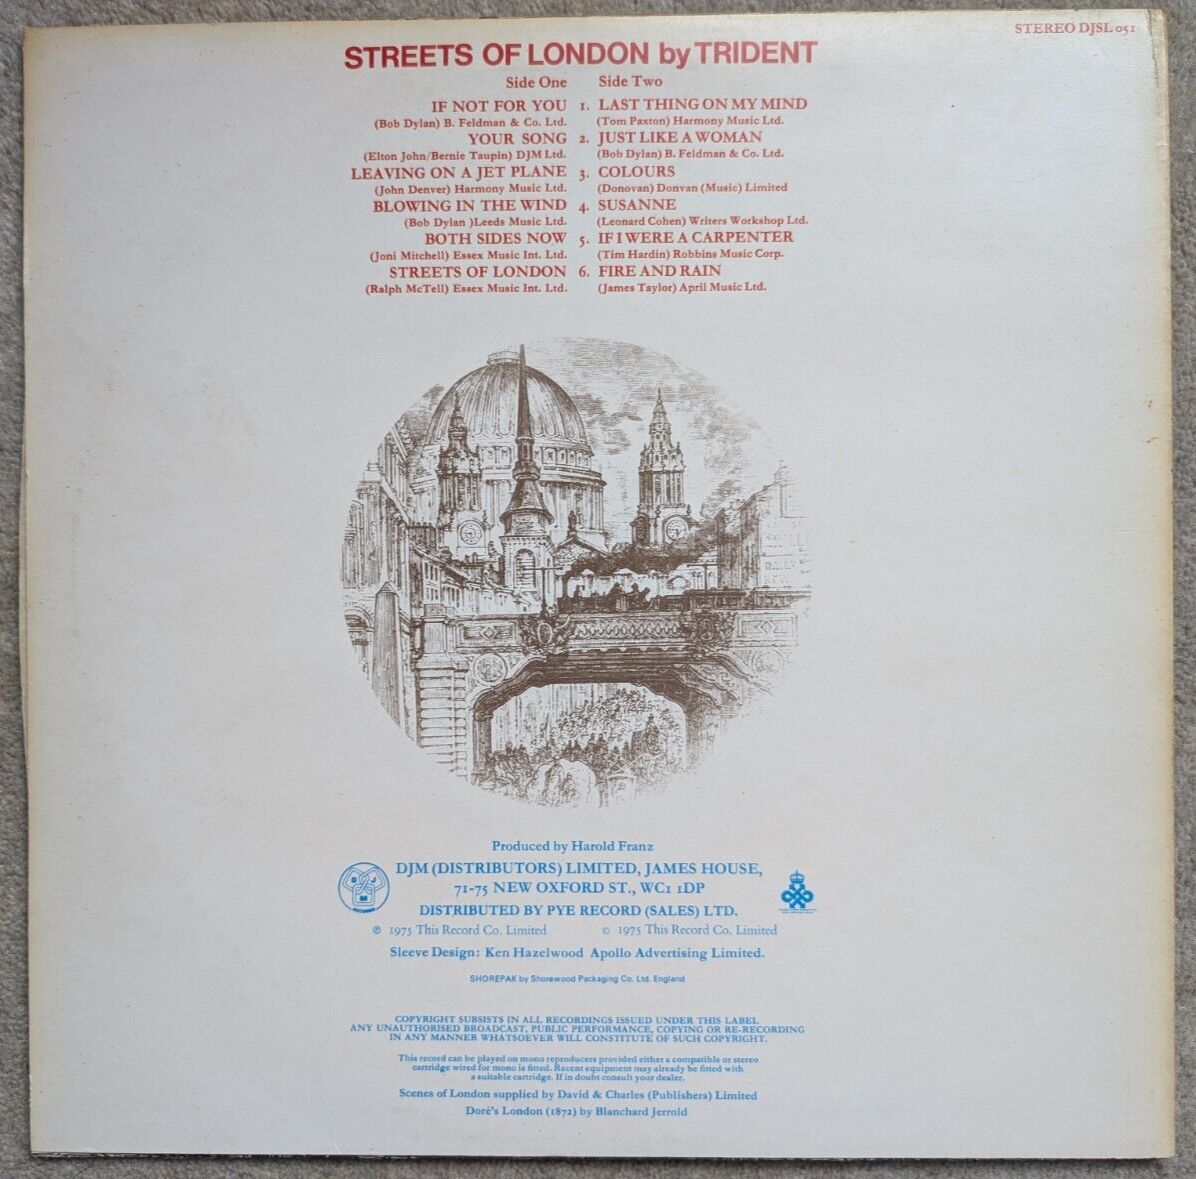 STEREO DJSL 051
STREETS OF LONDON by TRIDENT
Side One Side Two
IF NOT FOR YOU 1. LAST THING ON MY MIND
(Bob Dylan) B. Feldman & Co. Ltd. (Tom Paxton) Harmony Music Ltd.
YOUR SONG 2. JUST LIKE A WOMAN
(Elton John/Bernie Taupin) DJM Ltd. (Bob Dylan) B. Feldman & Co. Ltd.
LEAVING ON A JET PLANE 3. COLOURS
(John Denver) Harmony Music Ltd. (Donovan) Donvan (Music) Limited
BLOWING IN THE WIND 4. SUSANNE
(Bob Dylan )Leeds Music Ltd. (Leonard Cohen) Writers Workshop Ltd.
BOTH SIDES NOW 5. IF I WERE A CARPENTER
(Joni Mitchell) Essex Music Int. Ltd. (Tim Hardin) Robbins Music Corp.
STREETS OF LONDON 6. FIRE AND RAIN
(Ralph McTell) Essex Music Int. Ltd. (James Taylor) April Music Ltd.
Produced by Harold Franz
DJM (DISTRIBUTORS) LIMITED, JAMES HOUSE,
71-75 NEW OXFORD ST., WC1 1DP
DJM
DISTRIBUTED BY PYE RECORD (SALES) LTD.
℗ 1975 This Record Co. Limited © 1975 This Record Co. Limited
Sleeve Design: Ken Hazelwood Apollo Advertising Limited.
SHOREPAK by Shorewood Packaging Co. Ltd. England
COPYRIGHT SUBSISTS IN ALL RECORDINGS ISSUED UNDER THIS LABEL
ANY UNAUTHORISED BROADCAST, PUBLIC PERFORMANCE, COPYING OR RE-RECORDING
IN ANY MANNER WHATSOEVER WILL CONSTITUTE OF SUCH COPYRIGHT.
This record can be played on mono reproducers provided either a compatible or stereo
cartridge wired for mono is fitted. Recent equipment may already be fitted with
a suitable cartridge. If in doubt consult your dealer.
Scenes of London supplied by David & Charles (Publishers) Limited
Doré's London (1872) by Blanchard Jerrold